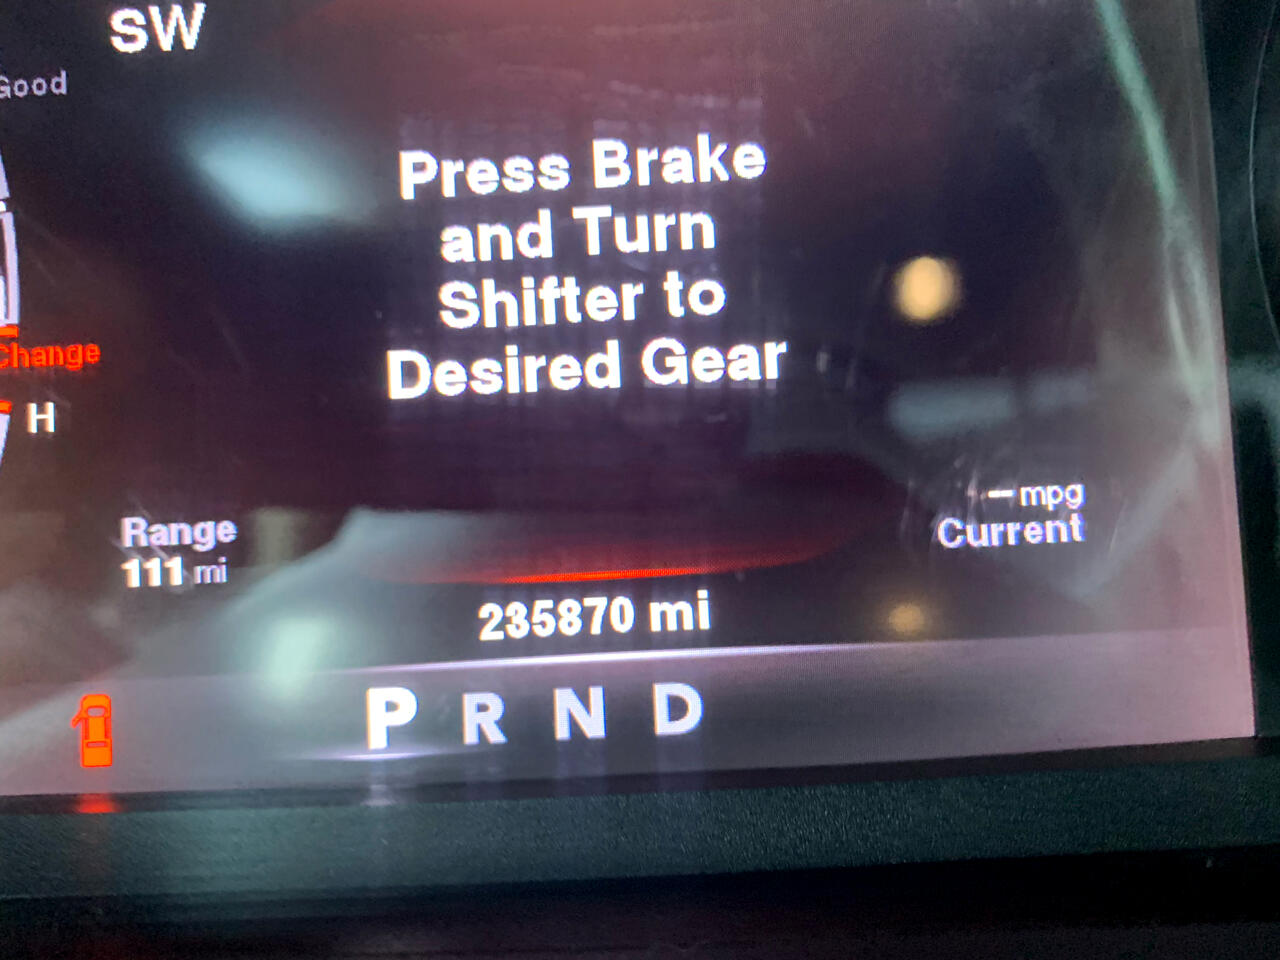 SW
Good
Press Brake
and Turn
Shifter to
Desired Gear
Change
H
-- mpg
Current
Range
111 mi
235870 mi
P R N D